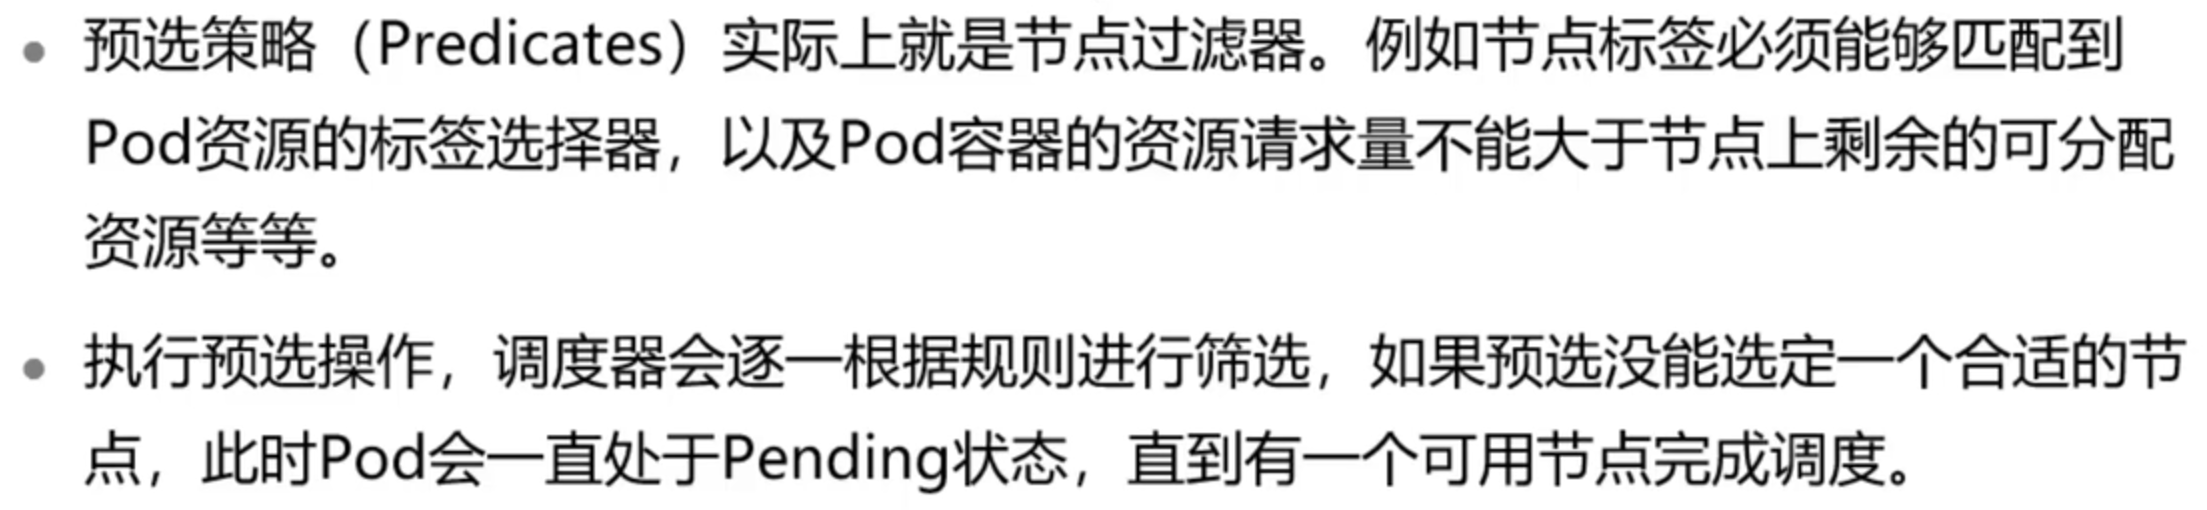 • 预选策略（Predicates）实际上就是节点过滤器。例如节点标签必须能够匹配到
Pod资源的标签选择器，以及Pod容器的资源请求量不能大于节点上剩余的可分配
资源等等。
• 执行预选操作，调度器会逐一根据规则进行筛选，如果预选没能选定一个合适的节
点，此时Pod会一直处于Pending状态，直到有一个可用节点完成调度。